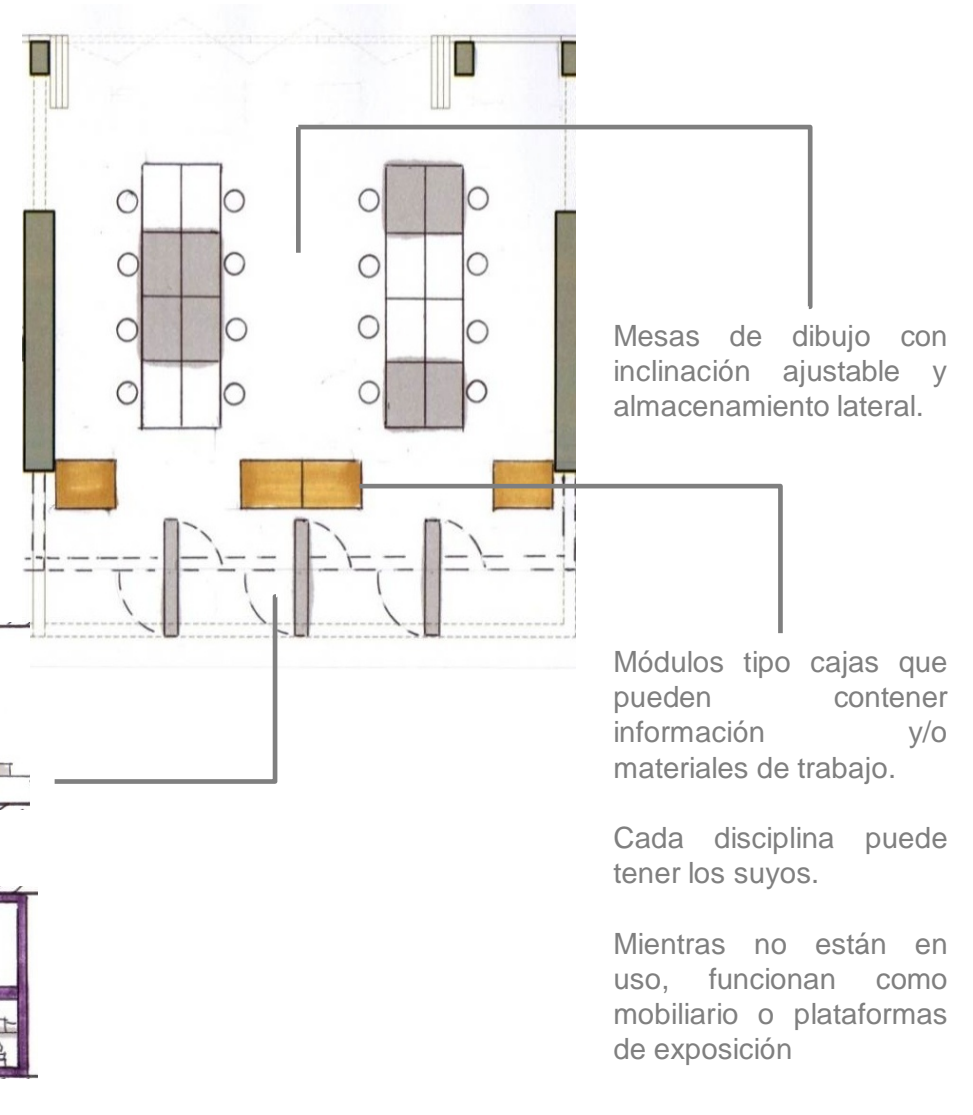 Mesas de dibujo con
inclinación ajustable y
almacenamiento lateral.
Módulos tipo cajas que
pueden contener
información y/o
materiales de trabajo.
Cada disciplina puede
tener los suyos.
Mientras no están en
uso, funcionan como
mobiliario o plataformas
de exposición